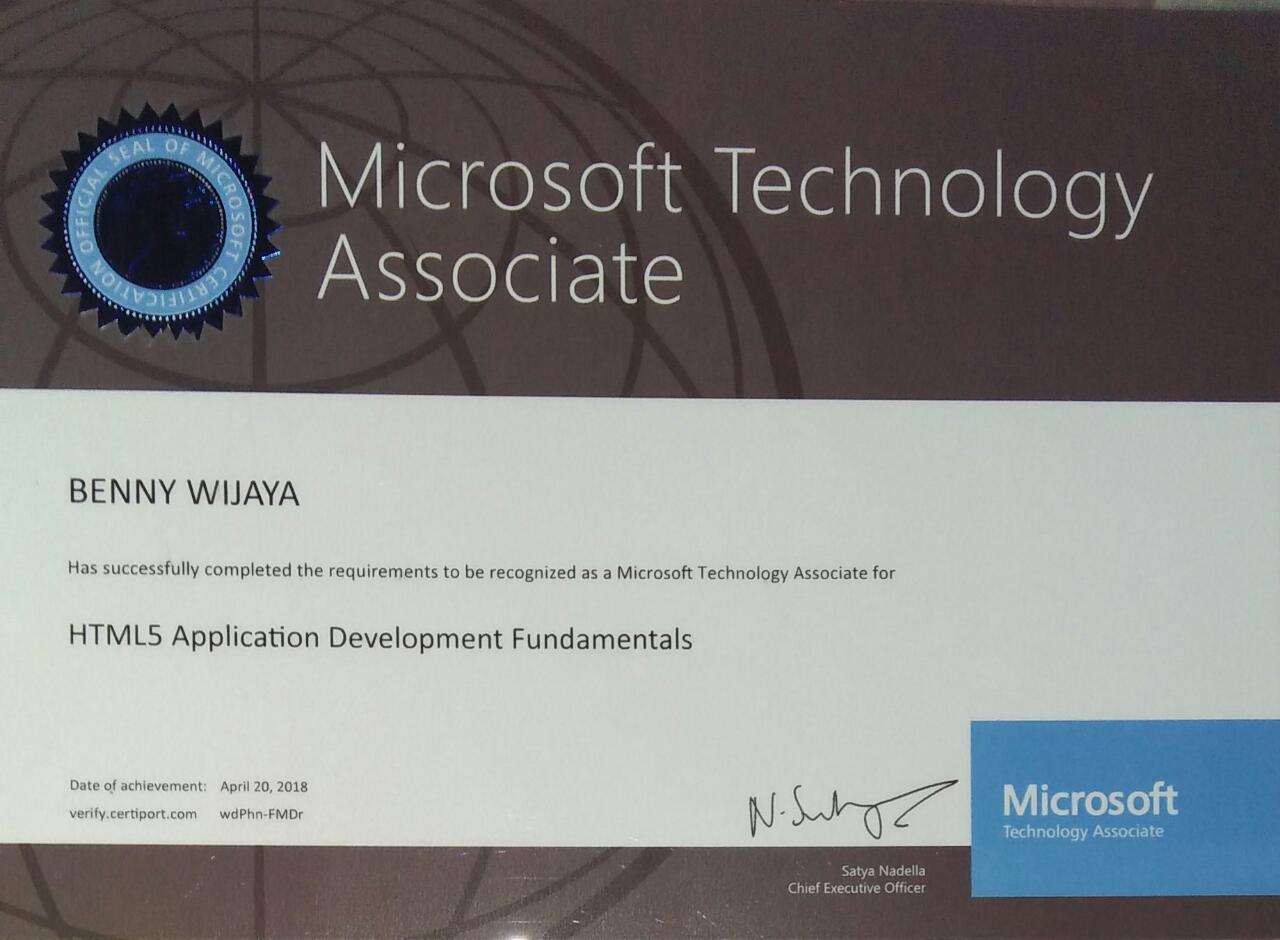 OFFICIAL SEAL OF MICROSOFT CERTIFICATION
Microsoft Technology
Associate
BENNY WIJAYA
Has successfully completed the requirements to be recognized as a Microsoft Technology Associate for
HTML5 Application Development Fundamentals
Date of achievement: April 20, 2018
verify.certiport.com wdPhn-FMDr
Satya Nadella
Chief Executive Officer
Microsoft
Technology Associate